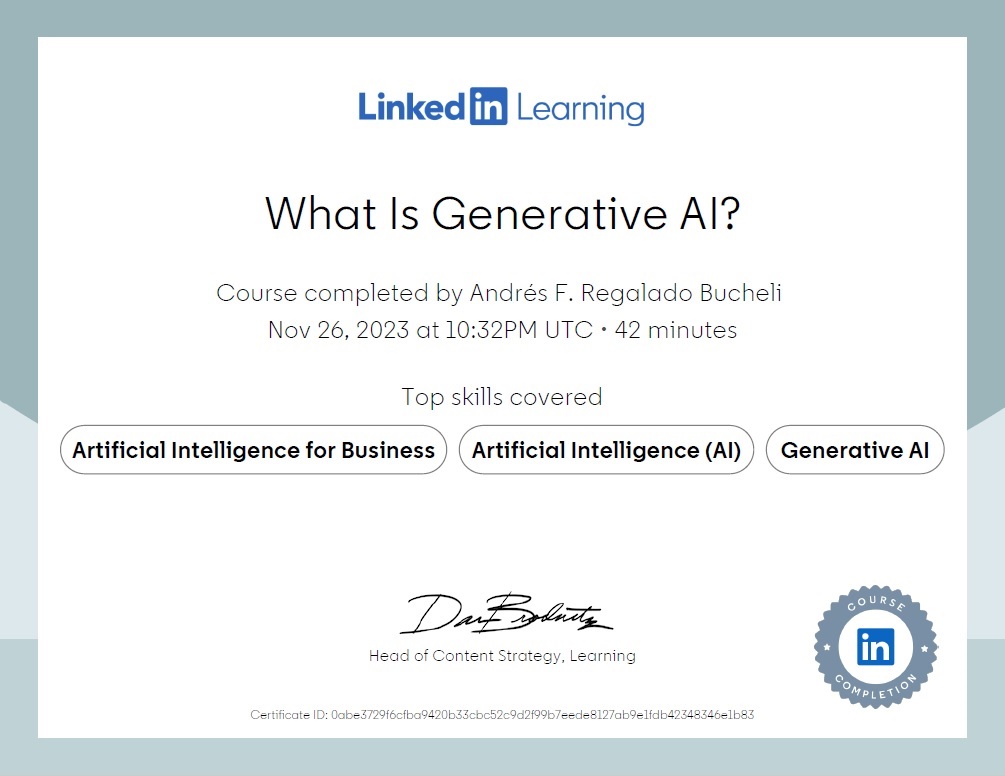 Linkedin Learning
What Is Generative AI?
Course completed by Andrés F. Regalado Bucheli
Nov 26, 2023 at 10:32PM UTC • 42 minutes
Top skills covered
Artificial Intelligence for Business
Artificial Intelligence (AI)
Generative AI
Dan Brodnitz
Head of Content Strategy, Learning
COURSE
in
COMPLETION
Certificate ID: 0abe3729f6cfba9420b33cbc52c9d2f99b7eede8127ab9e1fdb42348346e1b83